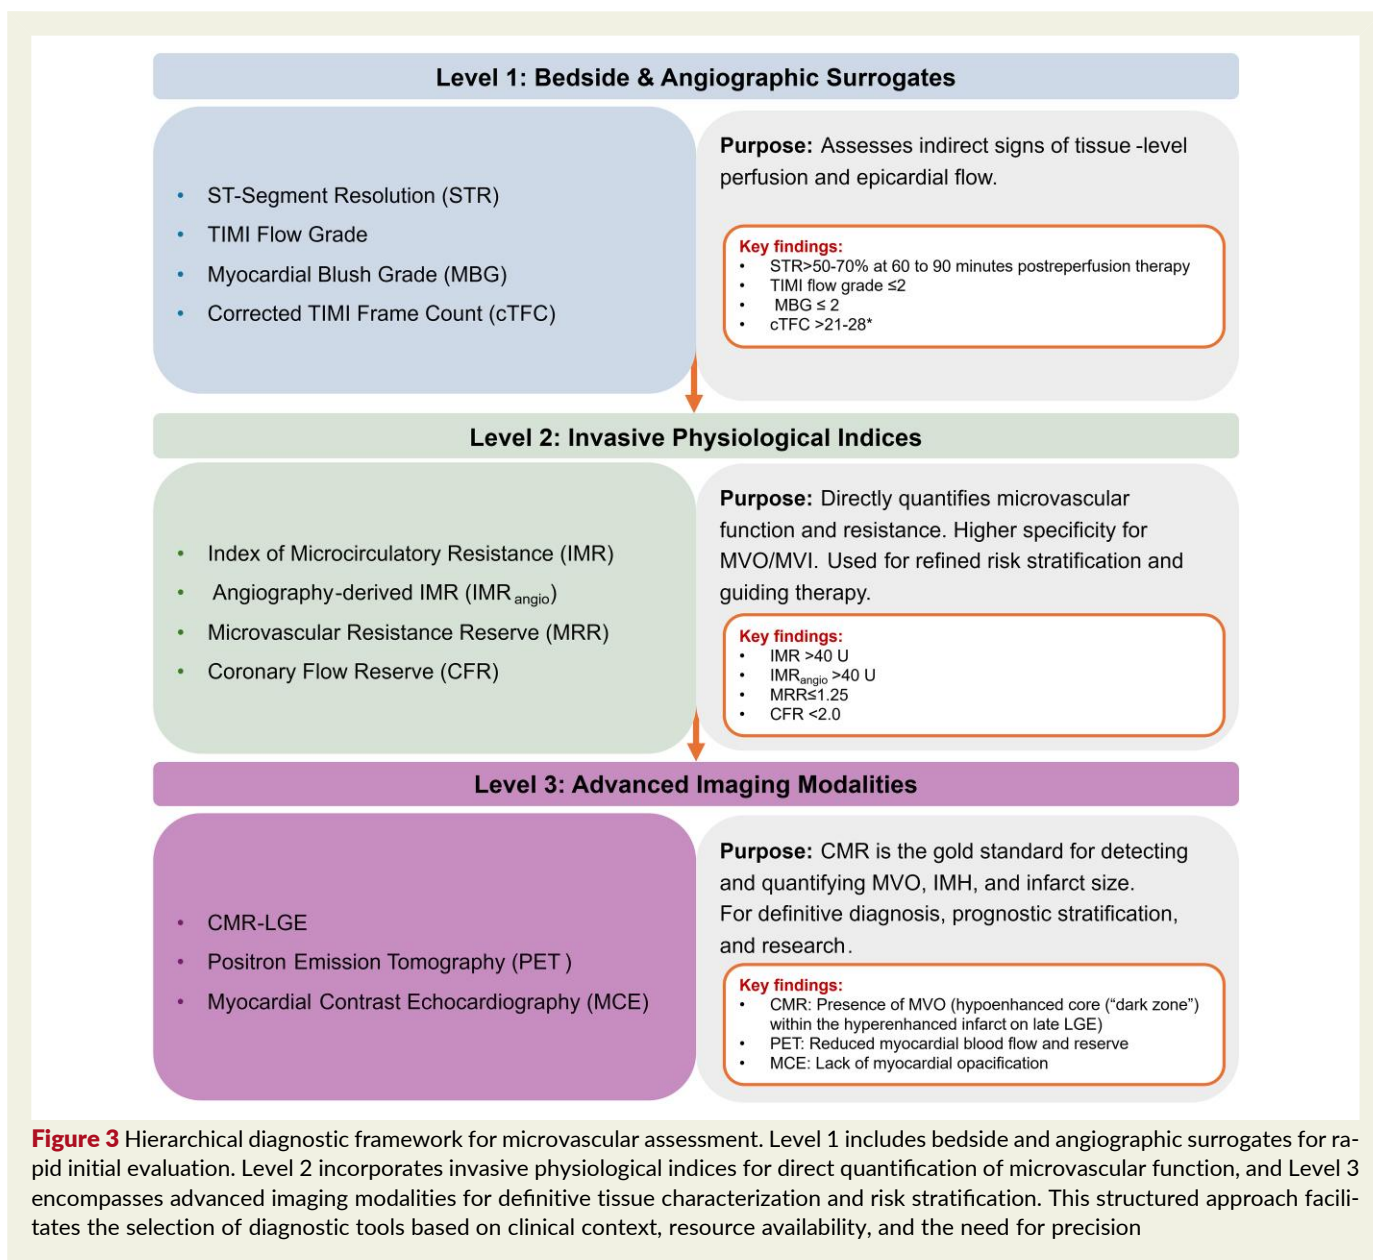 Level 1: Bedside & Angiographic Surrogates
• ST-Segment Resolution (STR)
• TIMI Flow Grade
• Myocardial Blush Grade (MBG)
• Corrected TIMI Frame Count (cTFC)
Purpose: Assesses indirect signs of tissue -level
perfusion and epicardial flow.
Key findings:
• STR>50-70% at 60 to 90 minutes postreperfusion therapy
• TIMI flow grade ≤2
• MBG ≤ 2
• cTFC >21-28*
Level 2: Invasive Physiological Indices
• Index of Microcirculatory Resistance (IMR)
• Angiography-derived IMR (IMR angio)
• Microvascular Resistance Reserve (MRR)
• Coronary Flow Reserve (CFR)
Purpose: Directly quantifies microvascular
function and resistance. Higher specificity for
MVO/MVI. Used for refined risk stratification and
guiding therapy.
Key findings:
• IMR >40 U
• IMRangio >40 U
• MRR≤1.25
• CFR <2.0
Level 3: Advanced Imaging Modalities
• CMR-LGE
• Positron Emission Tomography (PET )
• Myocardial Contrast Echocardiography (MCE)
Purpose: CMR is the gold standard for detecting
and quantifying MVO, IMH, and infarct size.
For definitive diagnosis, prognostic stratification,
and research.
Key findings:
• CMR: Presence of MVO (hypoenhanced core (“dark zone”)
within the hyperenhanced infarct on late LGE)
• PET: Reduced myocardial blood flow and reserve
• MCE: Lack of myocardial opacification
Figure 3 Hierarchical diagnostic framework for microvascular assessment. Level 1 includes bedside and angiographic surrogates for ra-
pid initial evaluation. Level 2 incorporates invasive physiological indices for direct quantification of microvascular function, and Level 3
encompasses advanced imaging modalities for definitive tissue characterization and risk stratification. This structured approach facili-
tates the selection of diagnostic tools based on clinical context, resource availability, and the need for precision